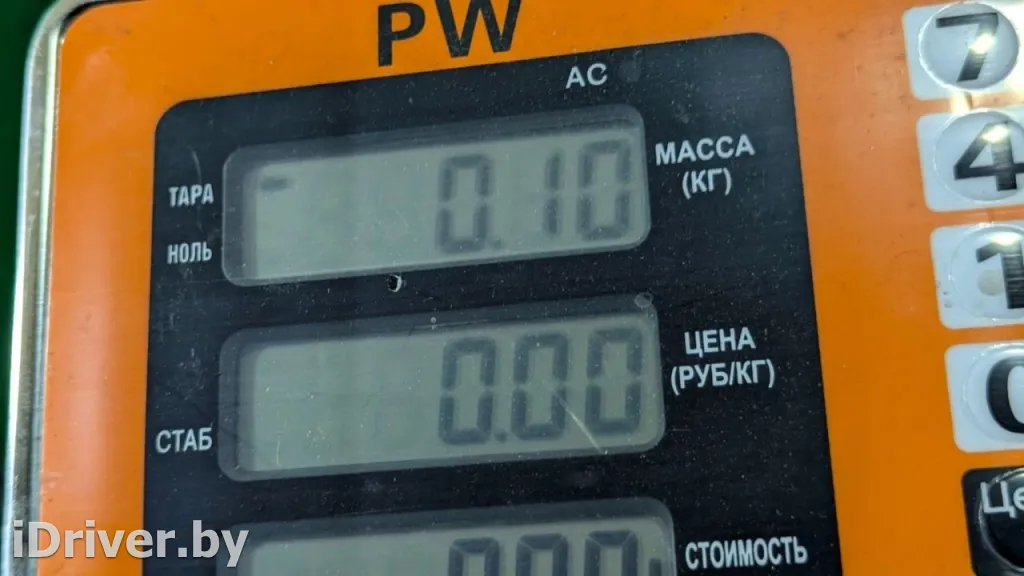 PW
7
AC
МАССА
(КГ)
0.10
ТАРА
НОЛЬ
4
1
ЦЕНА
(РУБ/КГ)
0.00
СТАБ
0
СТОИМОСТЬ
iDriver.by